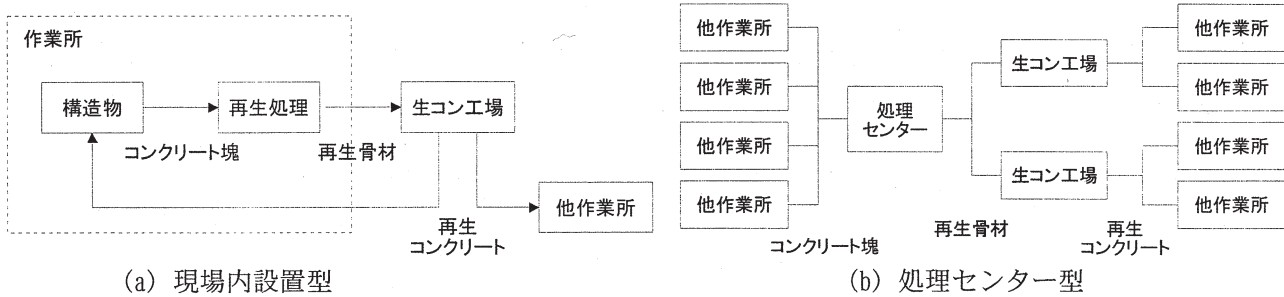 作業所
構造物
再生処理
生コン工場
コンクリート塊
再生骨材
他作業所
再生
コンクリート
(a) 現場内設置型
他作業所
他作業所
他作業所
他作業所
処理
センター
生コン工場
生コン工場
他作業所
他作業所
他作業所
他作業所
コンクリート塊
再生骨材
再生
コンクリート
(b) 処理センター型